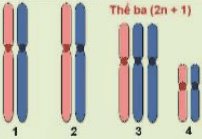 Thể ba (2n + 1)
1 2 3 4